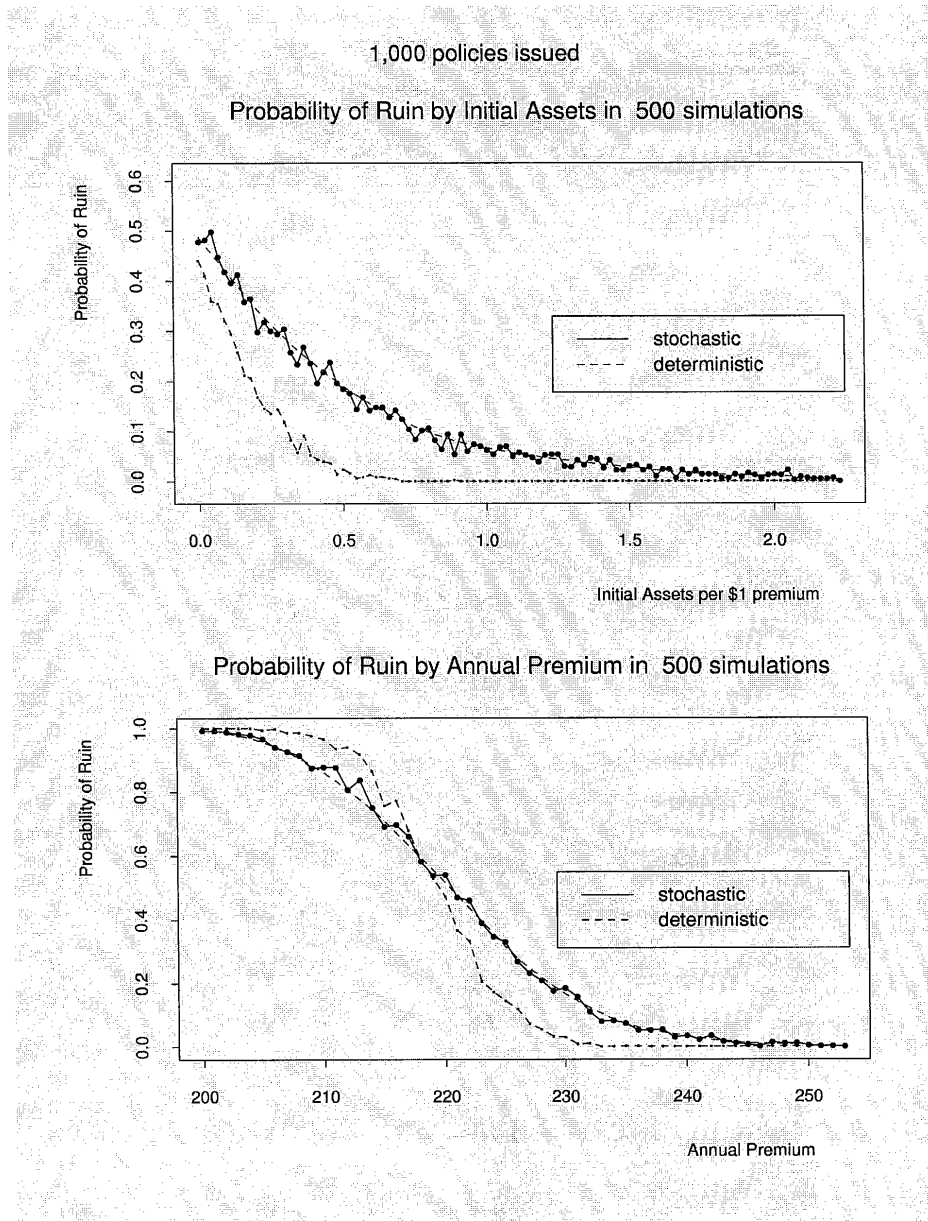 1,000 policies issued
Probability of Ruin by Initial Assets in 500 simulations
Probability of Ruin
0.6
0.5
0.4
0.3
0.2
0.1
0.0
stochastic
deterministic
0.0 0.5 1.0 1.5 2.0
Initial Assets per $1 premium
Probability of Ruin by Annual Premium in 500 simulations
Probability of Ruin
1.0
0.8
0.6
0.4
0.2
0.0
stochastic
deterministic
200 210 220 230 240 250
Annual Premium